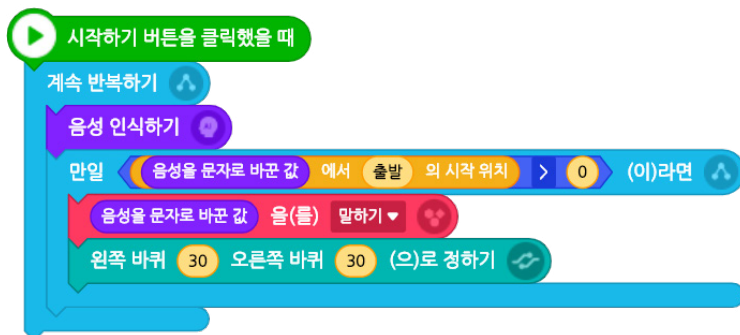 시작하기 버튼을 클릭했을 때
계속 반복하기
음성 인식하기
만일 음성을 문자로 바꾼 값 에서 출발 의 시작 위치 > 0 (이)라면
음성을 문자로 바꾼 값 을(를) 말하기
왼쪽 바퀴 30 오른쪽 바퀴 30 (으)로 정하기